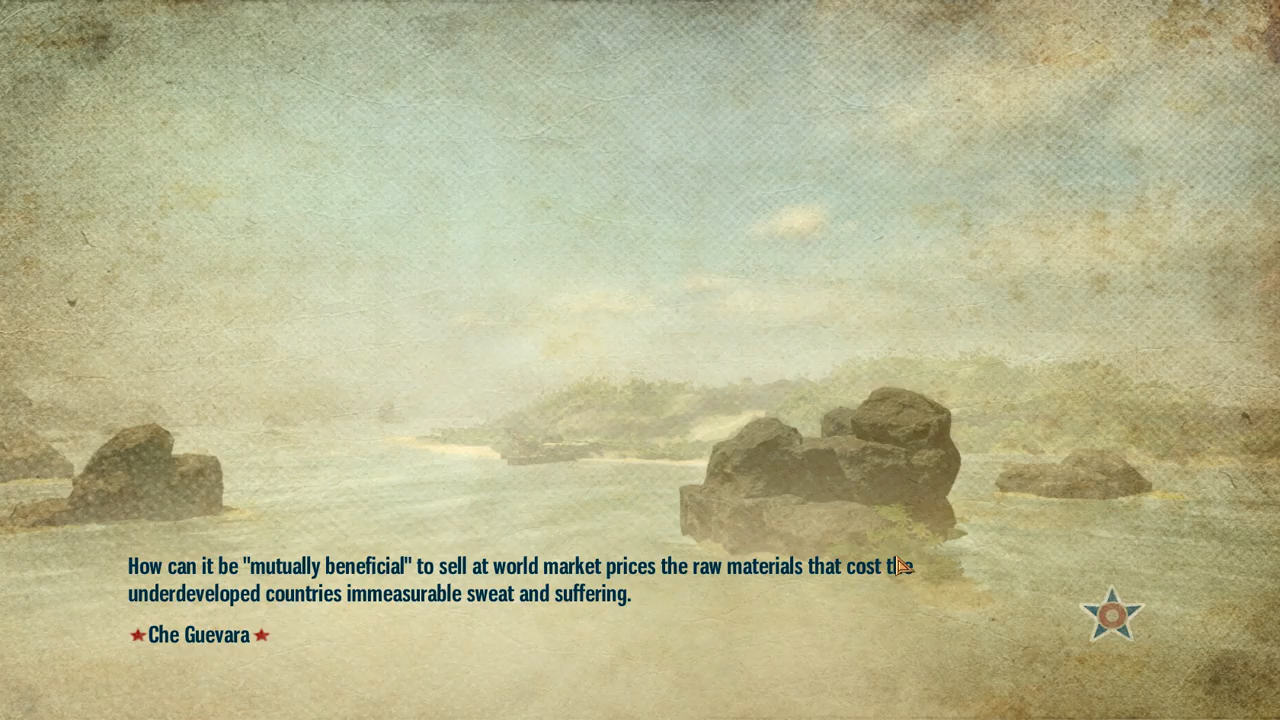 How can it be "mutually beneficial" to sell at world market prices the raw materials that cost the
underdeveloped countries immeasurable sweat and suffering.
Che Guevara